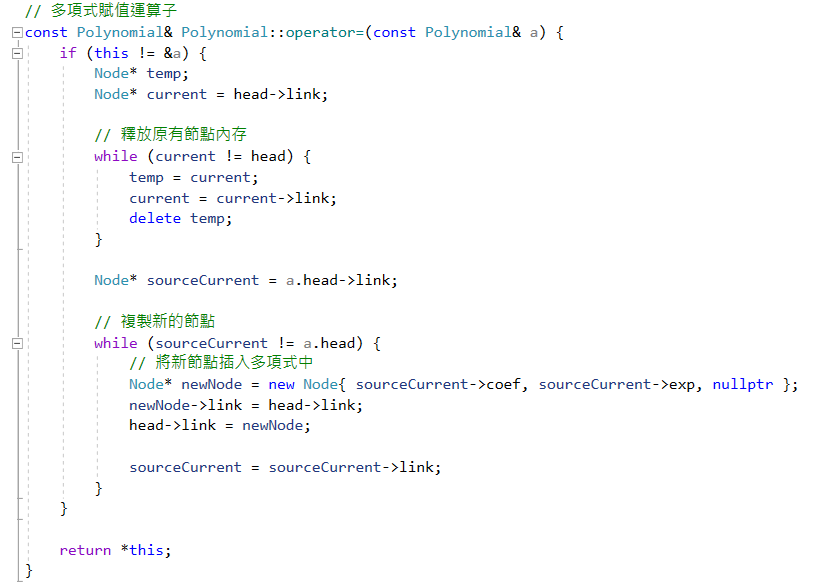 // 多項式賦值運算子
const Polynomial& Polynomial::operator=(const Polynomial& a) {
if (this != &a) {
Node* temp;
Node* current = head->link;
// 釋放原有節點內存
while (current != head) {
temp = current;
current = current->link;
delete temp;
}
Node* sourceCurrent = a.head->link;
// 複製新的節點
while (sourceCurrent != a.head) {
// 將新節點插入多項式中
Node* newNode = new Node{ sourceCurrent->coef, sourceCurrent->exp, nullptr };
newNode->link = head->link;
head->link = newNode;
sourceCurrent = sourceCurrent->link;
}
}
return *this;
}